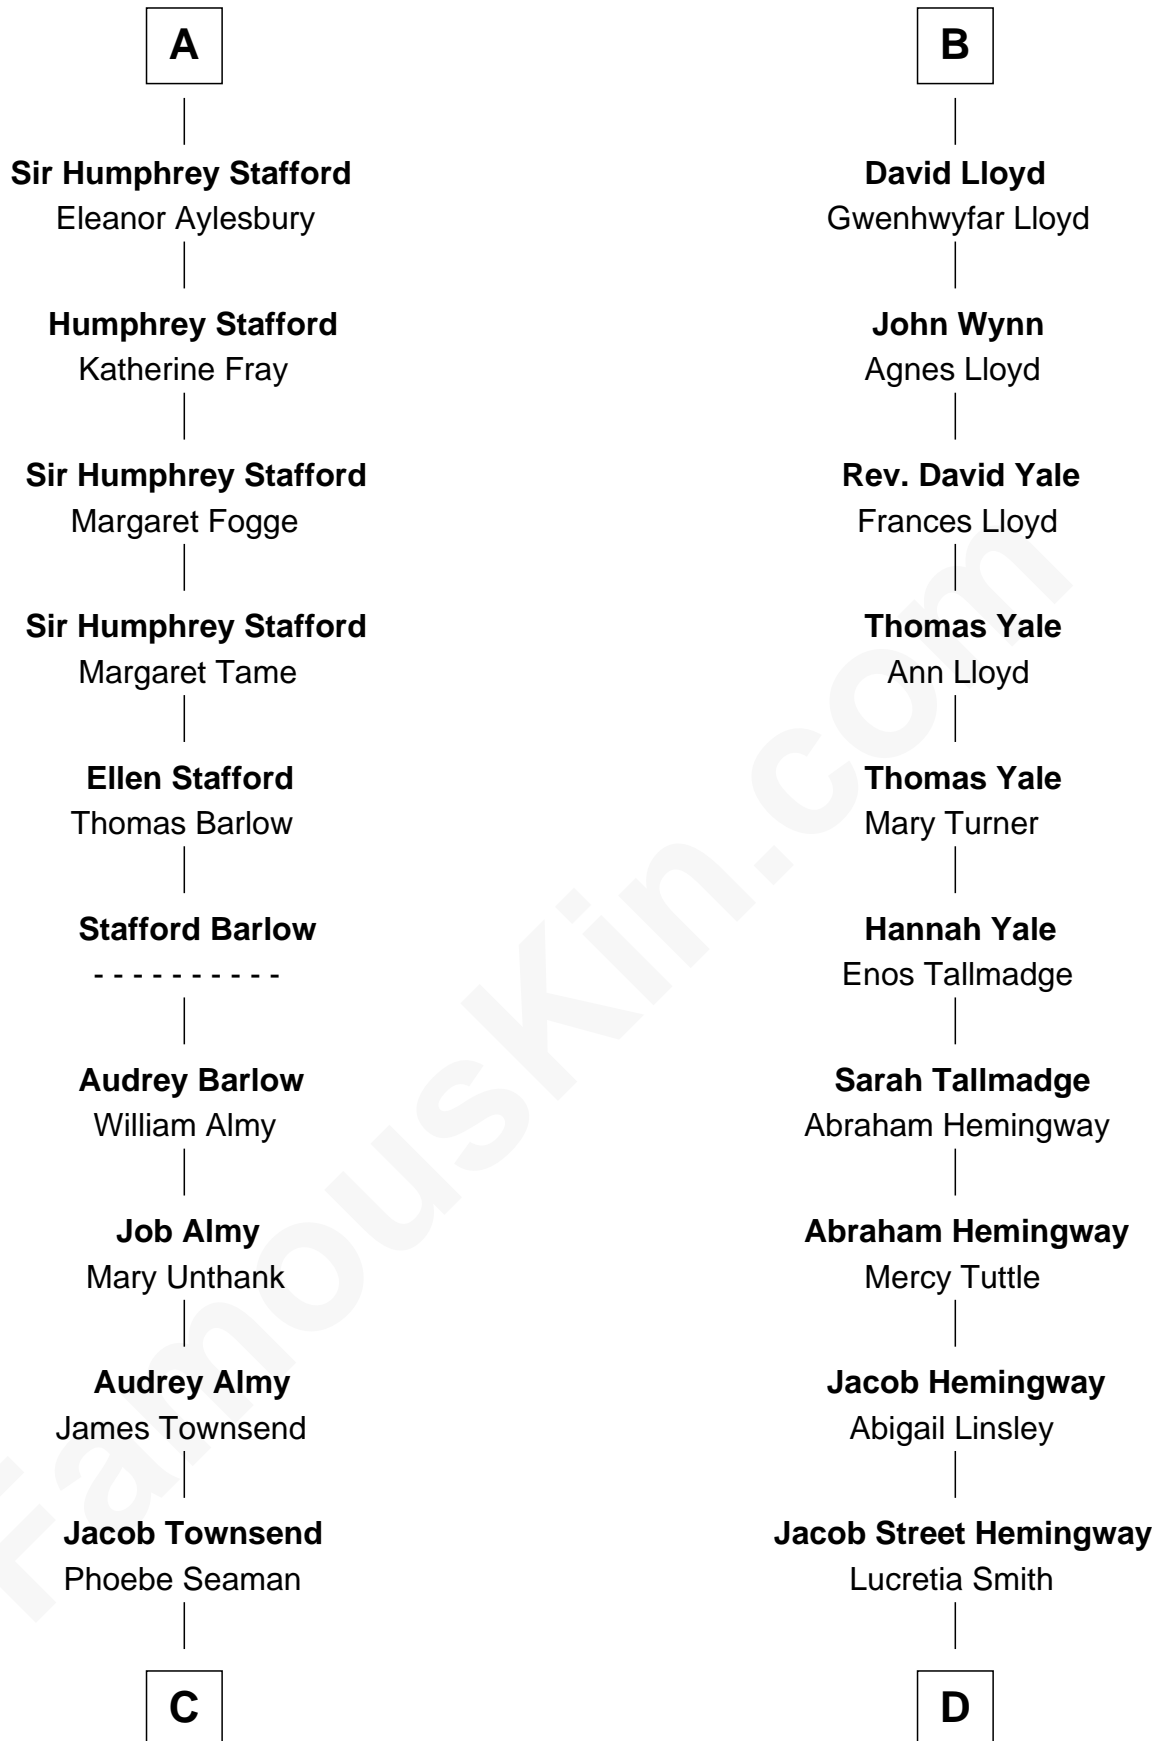 A
Sir Humphrey Stafford
Eleanor Aylesbury
Humphrey Stafford
Katherine Fray
Sir Humphrey Stafford
Margaret Fogge
Sir Humphrey Stafford
Margaret Tame
Ellen Stafford
Thomas Barlow
Stafford Barlow
- - - - - - - - - -
Audrey Barlow
William Almy
Job Almy
Mary Unthank
Audrey Almy
James Townsend
Jacob Townsend
Phoebe Seaman
C
B
David Lloyd
Gwenhwyfar Lloyd
John Wynn
Agnes Lloyd
Rev. David Yale
Frances Lloyd
Thomas Yale
Ann Lloyd
Thomas Yale
Mary Turner
Hannah Yale
Enos Tallmadge
Sarah Tallmadge
Abraham Hemingway
Abraham Hemingway
Mercy Tuttle
Jacob Hemingway
Abigail Linsley
Jacob Street Hemingway
Lucretia Smith
D
FamousKin.com